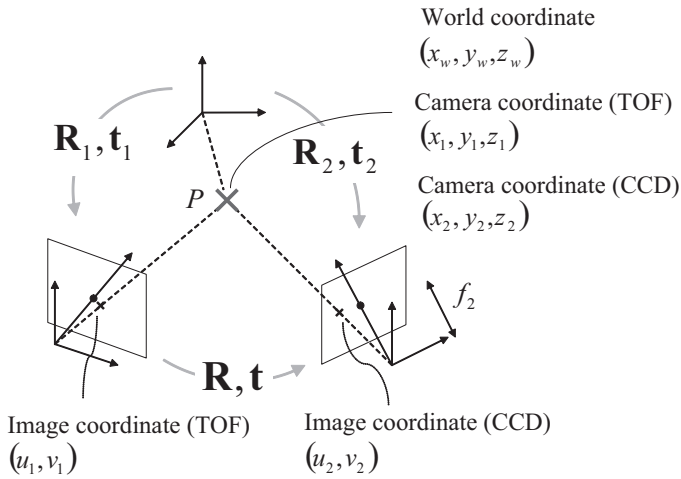 World coordinate
(x_w, y_w, z_w)
R_1, t_1
R_2, t_2
Camera coordinate (TOF)
(x_1, y_1, z_1)
P
Camera coordinate (CCD)
(x_2, y_2, z_2)
f_2
R, t
Image coordinate (TOF)
(u_1, v_1)
Image coordinate (CCD)
(u_2, v_2)